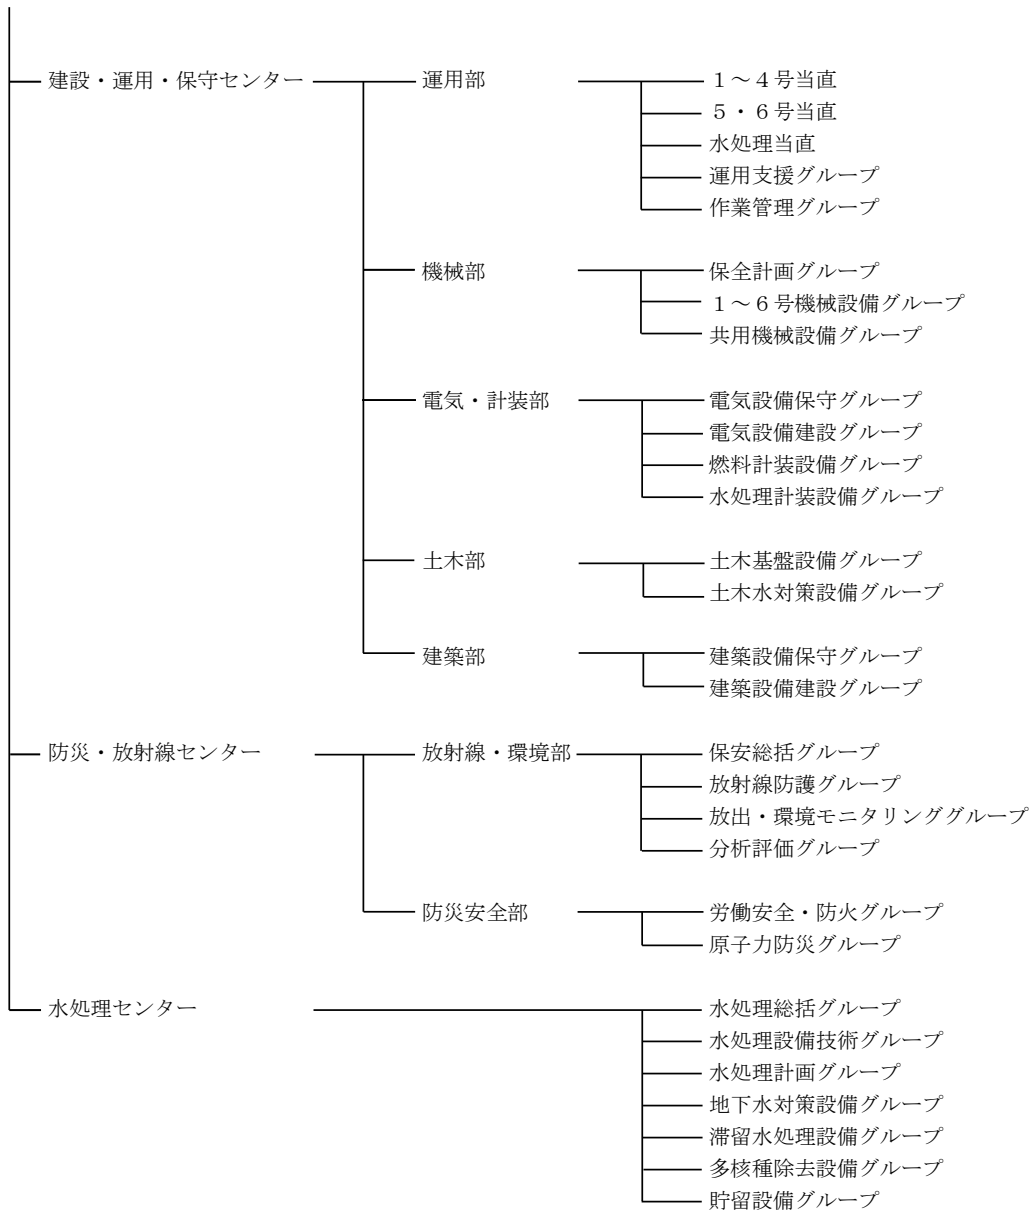 建設・運用・保守センター 運用部 １～４号当直
５・６号当直
水処理当直
運用支援グループ
作業管理グループ
機械部 保全計画グループ
１～６号機械設備グループ
共用機械設備グループ
電気・計装部 電気設備保守グループ
電気設備建設グループ
燃料計装設備グループ
水処理計装設備グループ
土木部 土木基盤設備グループ
土木水対策設備グループ
建築部 建築設備保守グループ
建築設備建設グループ
防災・放射線センター 放射線・環境部 保安総括グループ
放射線防護グループ
放出・環境モニタリンググループ
分析評価グループ
防災安全部 労働安全・防火グループ
原子力防災グループ
水処理センター 水処理総括グループ
水処理設備技術グループ
水処理計画グループ
地下水対策設備グループ
滞留水処理設備グループ
多核種除去設備グループ
貯留設備グループ